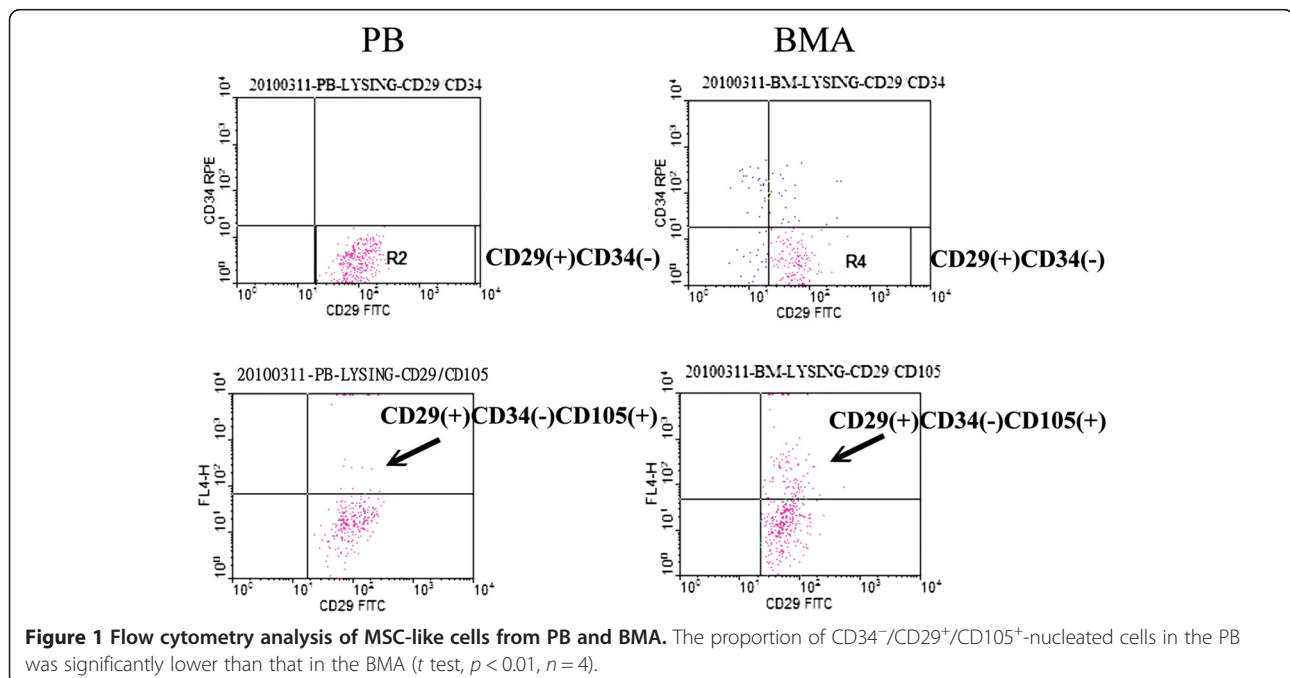 PB
BMA
20100311-PB-LYSING-CD29/CD34
10⁴
10³
10²
10¹
10⁰
CD34 RPE
R2
CD29(+)CD34(-)
10⁰ 10¹ 10² 10³ 10⁴
CD29 FITC
20100311-BM-LYSING-CD29/CD34
10⁴
10³
10²
10¹
10⁰
CD34 RPE
R4
CD29(+)CD34(-)
10⁰ 10¹ 10² 10³ 10⁴
CD29 FITC
20100311-PB-LYSING-CD29/CD105
10⁴
10³
10²
10¹
10⁰
FL4-H
CD29(+)CD34(-)CD105(+)
10⁰ 10¹ 10² 10³ 10⁴
CD29 FITC
20100311-BM-LYSING-CD29/CD105
10⁴
10³
10²
10¹
10⁰
FL4-H
CD29(+)CD34(-)CD105(+)
10⁰ 10¹ 10² 10³ 10⁴
CD29 FITC
Figure 1 Flow cytometry analysis of MSC-like cells from PB and BMA. The proportion of CD34⁻/CD29⁺/CD105⁺-nucleated cells in the PB
was significantly lower than that in the BMA (t test, p < 0.01, n = 4).